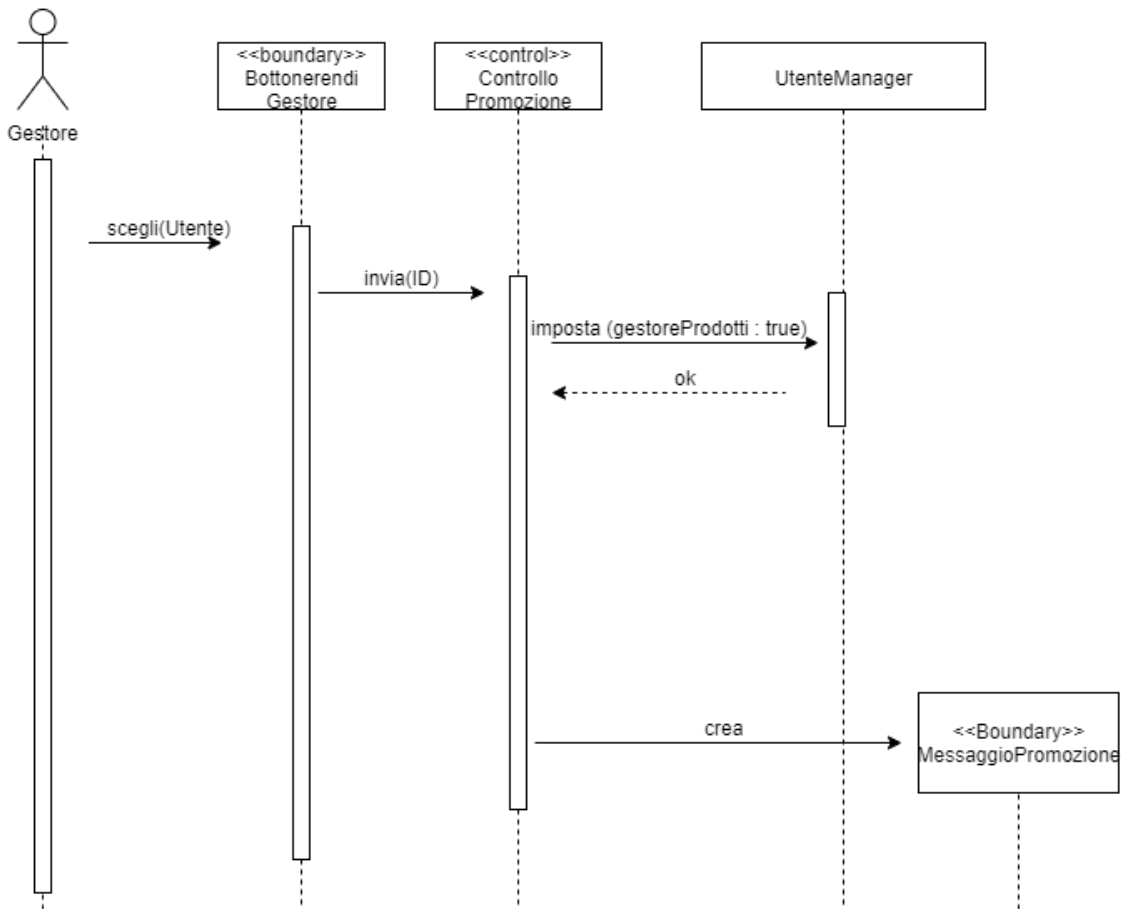 <<boundary>>
Bottonerendi
Gestore
<<control>>
Controllo
Promozione
UtenteManager
Gestore
scegli(Utente)
invia(ID)
imposta (gestoreProdotti : true)
ok
crea
<<Boundary>>
MessaggioPromozione